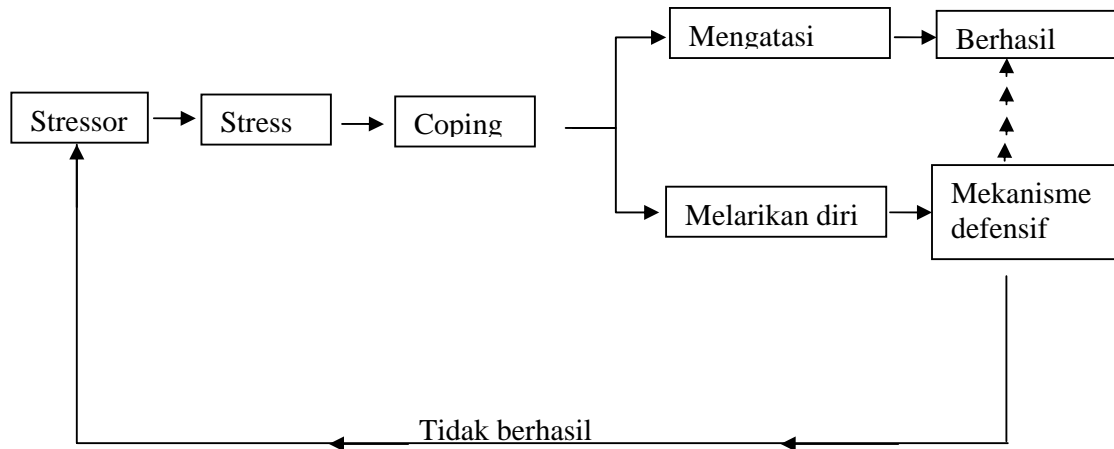 Mengatasi
Berhasil
Stressor
Stress
Coping
Melarikan diri
Mekanisme
defensif
Tidak berhasil